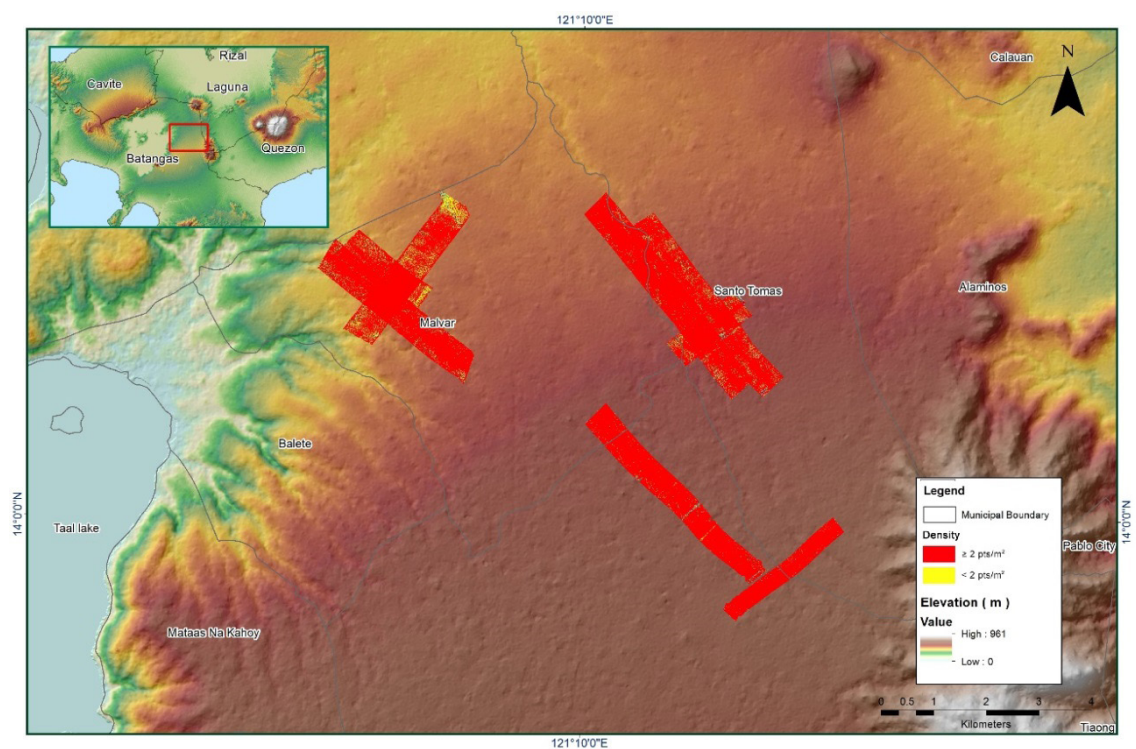 121°10'0"E
Rizal
Cavite
Laguna
Batangas
Quezon
Calauan
N
Santo Tomas
Alaminos
Malvar
Balete
14°0'0"N
Taal lake
Mataas Na Kahoy
Legend
Municipal Boundary
Density
≥ 2 pts/m²
< 2 pts/m²
Elevation ( m )
Value
High : 961
Low : 0
Pablo City
14°0'0"N
0 0.5 1 2 3 4
Kilometers
Tiaong
121°10'0"E